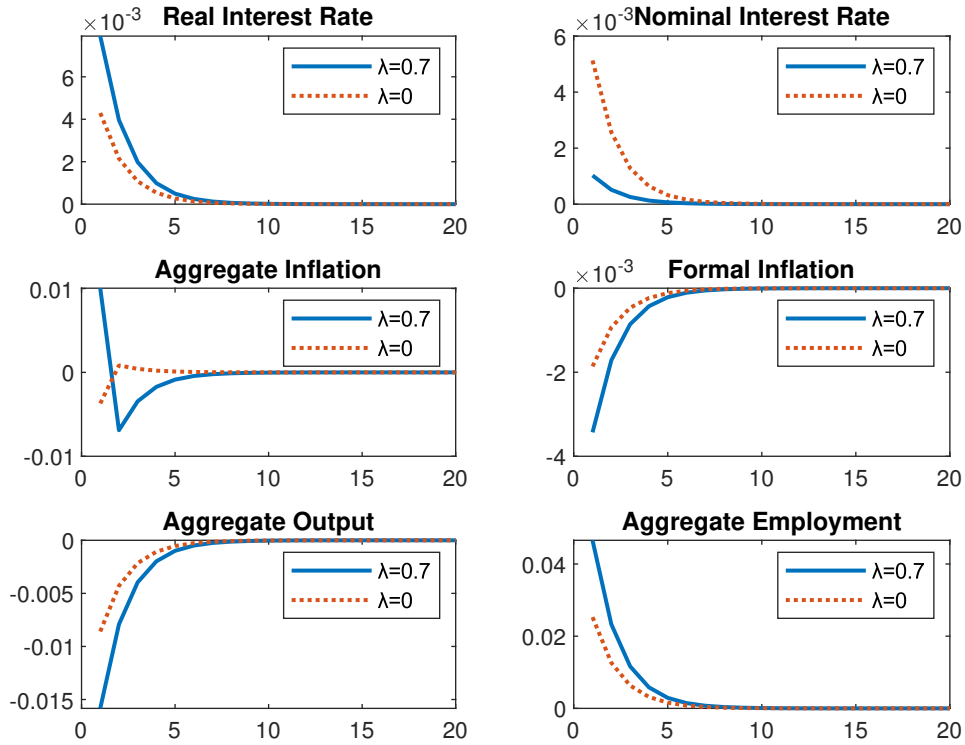 Real Interest Rate
×10-3
6
4
2
0
0 5 10 15 20
λ=0.7
λ=0
Nominal Interest Rate
×10-3
6
4
2
0
0 5 10 15 20
λ=0.7
λ=0
Aggregate Inflation
0.01
0
-0.01
0 5 10 15 20
λ=0.7
λ=0
Formal Inflation
×10-3
0
-2
-4
0 5 10 15 20
λ=0.7
λ=0
Aggregate Output
0
-0.005
-0.01
-0.015
0 5 10 15 20
λ=0.7
λ=0
Aggregate Employment
0.04
0.02
0
0 5 10 15 20
λ=0.7
λ=0